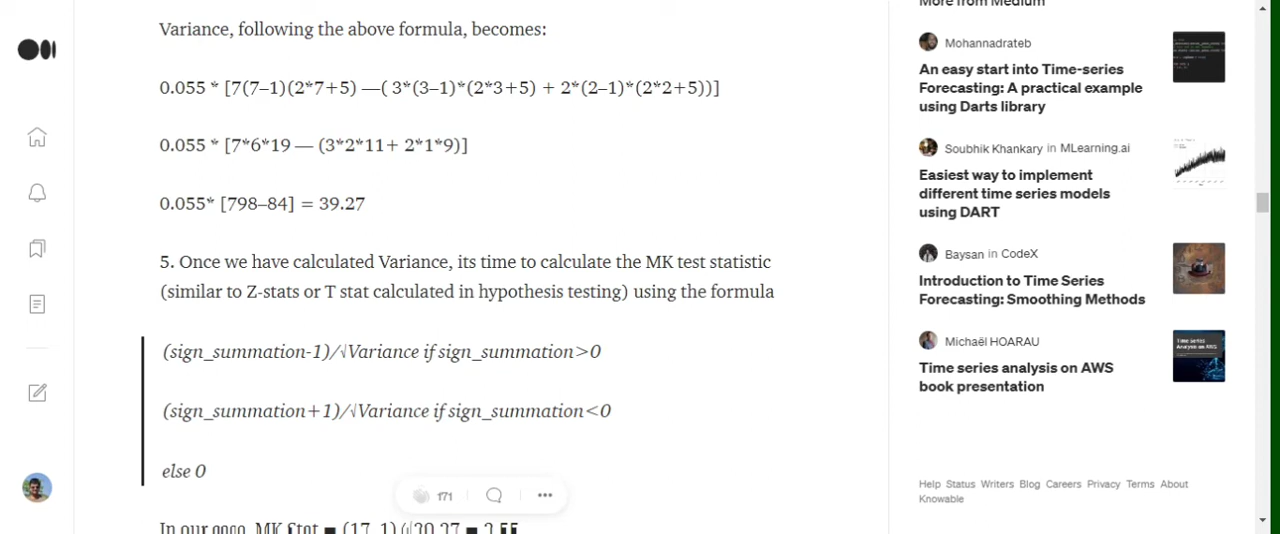 Variance, following the above formula, becomes:
0.055 * [7(7–1)(2*7+5) —( 3*(3–1)*(2*3+5) + 2*(2–1)*(2*2+5))]
0.055 * [7*6*19 — (3*2*11+ 2*1*9)]
0.055* [798–84] = 39.27
5. Once we have calculated Variance, its time to calculate the MK test statistic
(similar to Z-stats or T stat calculated in hypothesis testing) using the formula
(sign_summation-1)/√Variance if sign_summation>0
(sign_summation+1)/√Variance if sign_summation<0
else 0
171
More from Medium
Mohannadrateb
An easy start into Time-series
Forecasting: A practical example
using Darts library
Soubhik Khankary in MLearning.ai
Easiest way to implement
different time series models
using DART
Baysan in CodeX
Introduction to Time Series
Forecasting: Smoothing Methods
Michaël HOARAU
Time series analysis on AWS
book presentation
Help Status Writers Blog Careers Privacy Terms About
Knowable